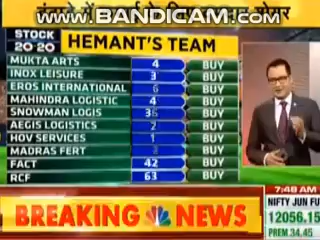 www.BANDICAM.com
STOCK
20-20
HEMANT'S TEAM
MUKTA ARTS 4 BUY
INOX LEISURE 3 BUY
EROS INTERNATIONAL 6 BUY
MAHINDRA LOGISTIC 4 BUY
SNOWMAN LOGIS 36 BUY
AEGIS LOGISTICS 2 BUY
HOV SERVICES 1 BUY
MADRAS FERT 3 BUY
FACT 42 BUY
RCF 63 BUY
7:48 AM
BREAKING NEWS
NIFTY JUN FU
12056.15
PREM 34.45